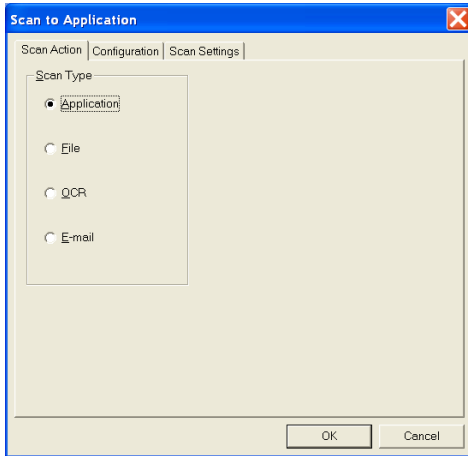 Scan to Application
Scan Action Configuration Scan Settings
Scan Type
Application
File
OCR
E-mail
OK Cancel